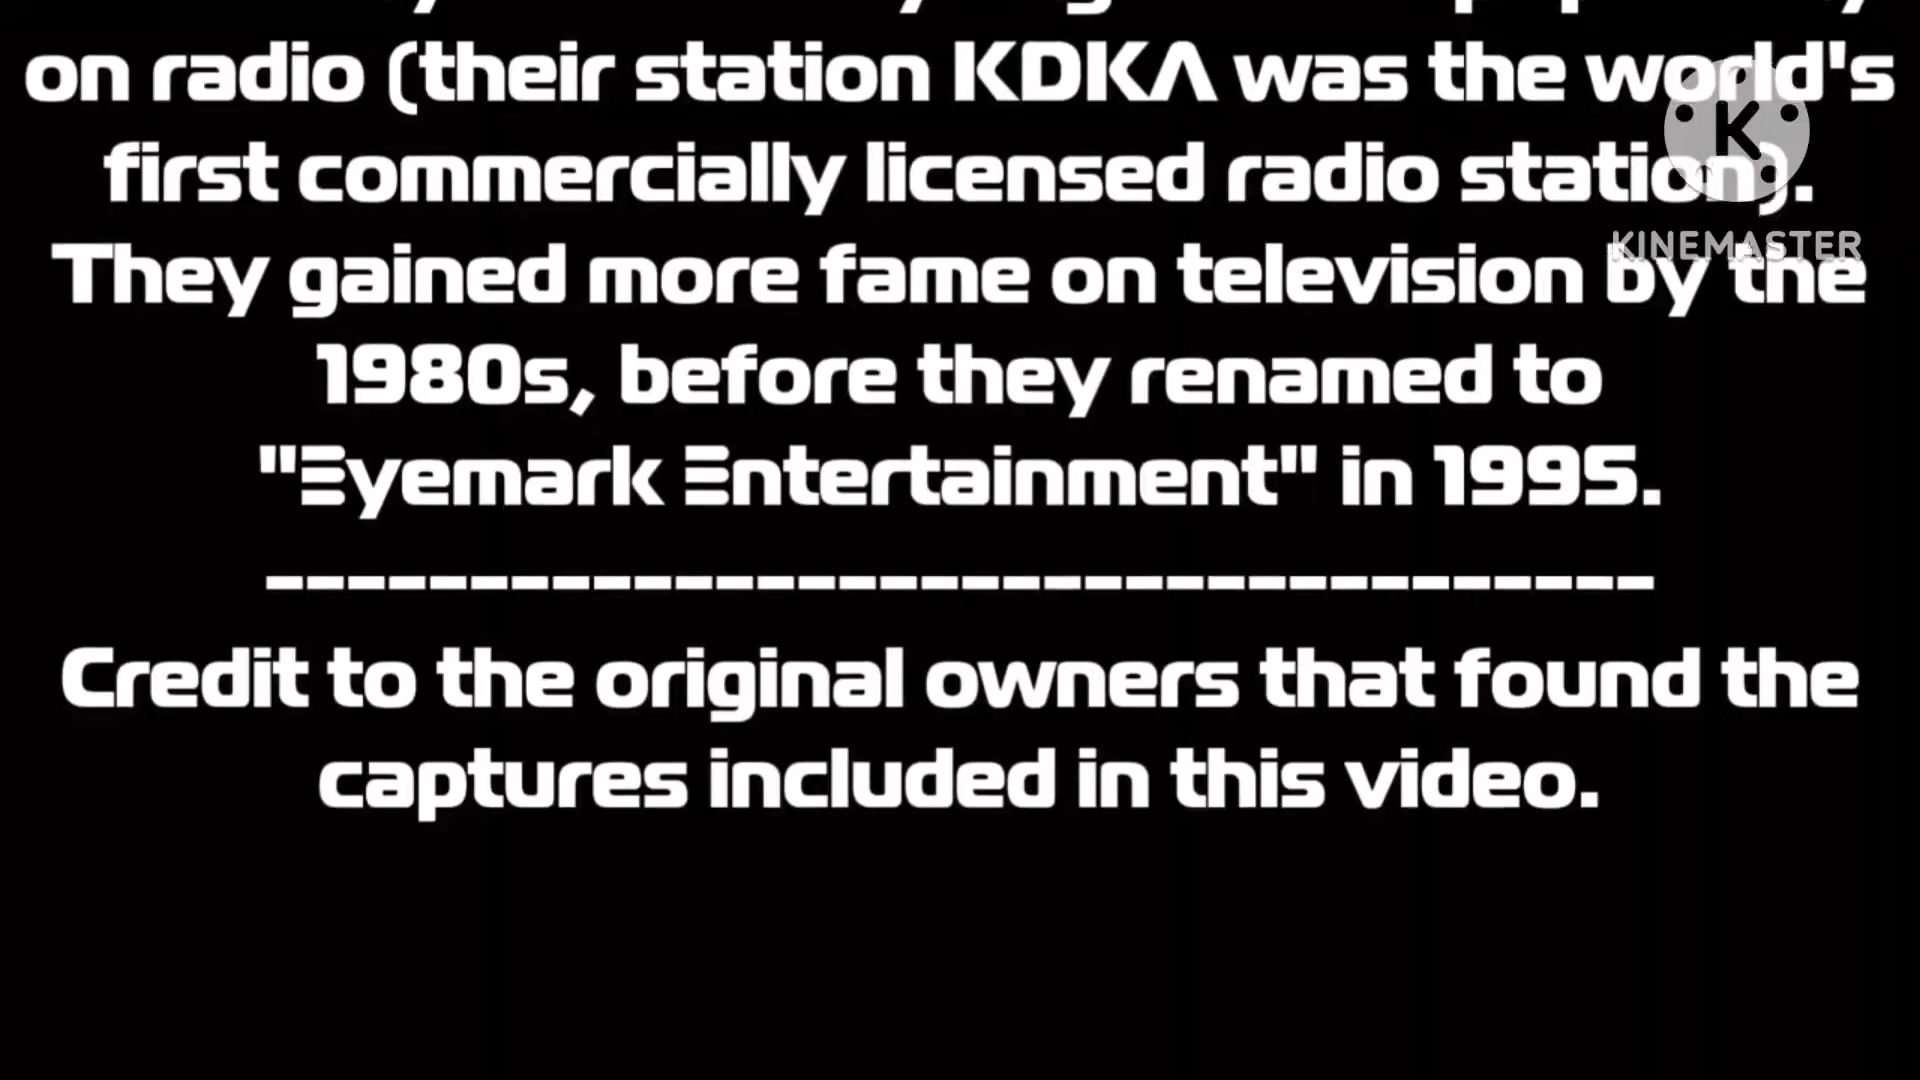 on radio (their station KDKA was the world's
first commercially licensed radio station).
They gained more fame on television by the
1980s, before they renamed to
"Eyemark Entertainment" in 1995.
----------------------------------
Credit to the original owners that found the
captures included in this video.
K
KINEMASTER